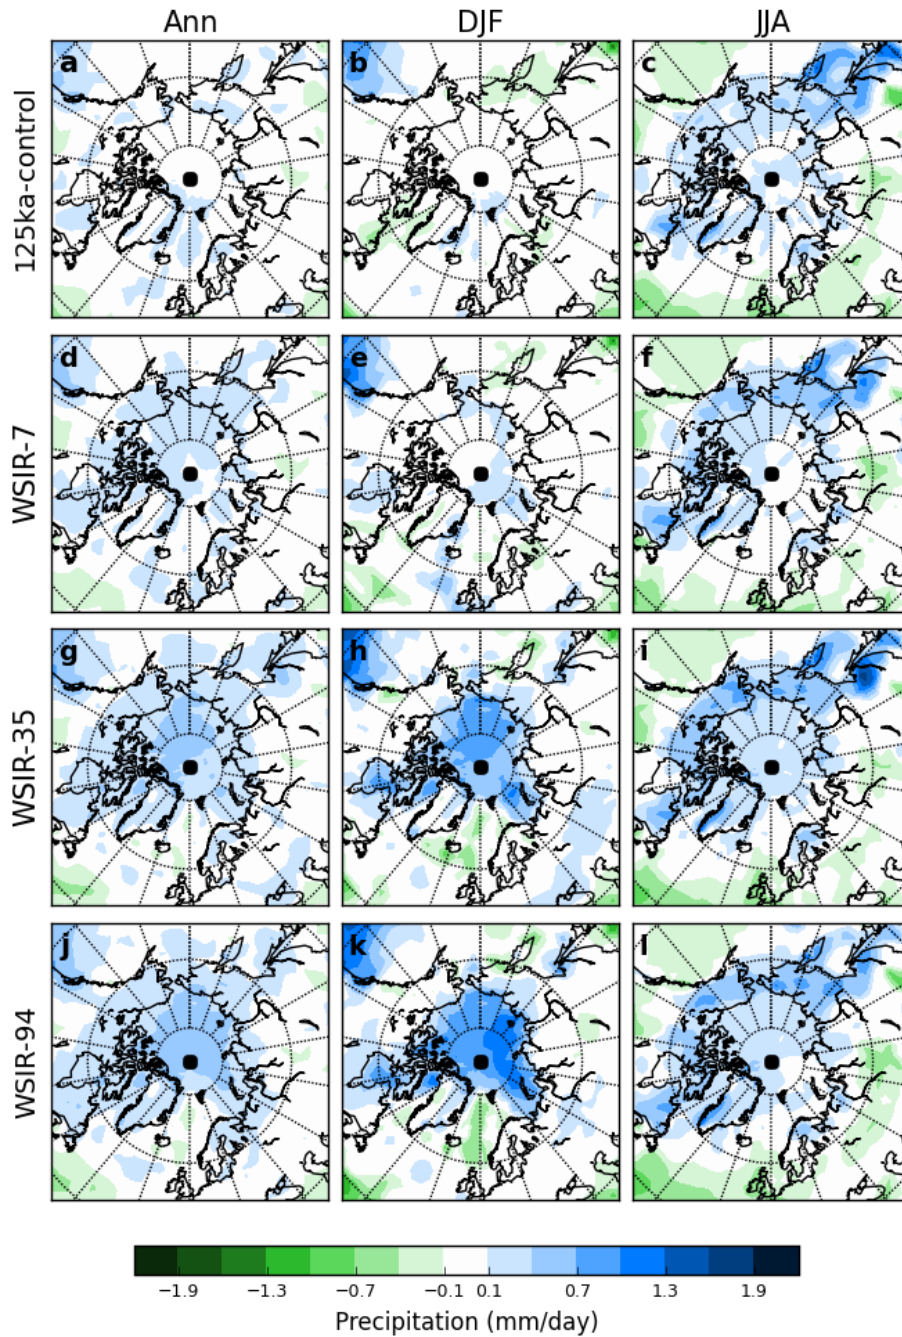 Ann DJF JJA
125ka-control
a b c
WSIR-7
d e f
WSIR-35
g h i
WSIR-94
j k l
−1.9 −1.3 −0.7 −0.1 0.1 0.7 1.3 1.9
Precipitation (mm/day)